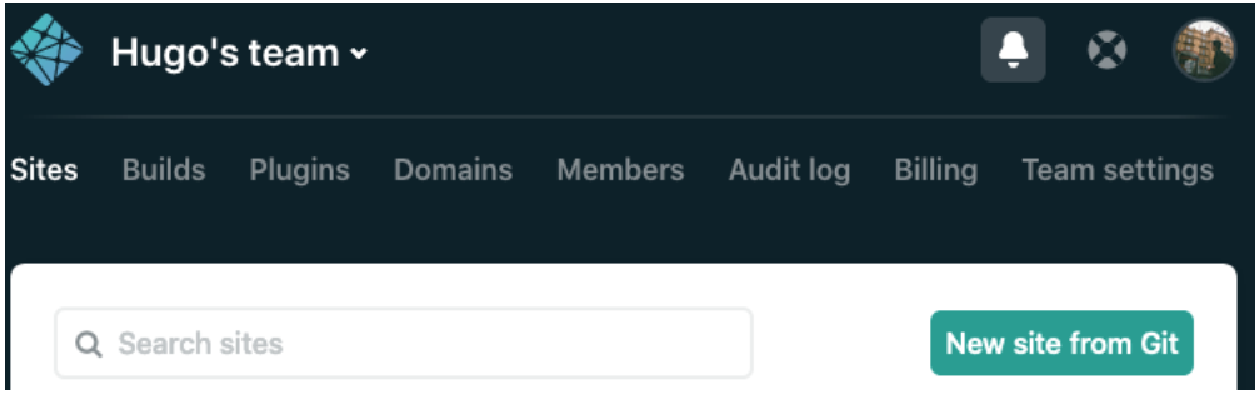 Hugo's team
Sites Builds Plugins Domains Members Audit log Billing Team settings
Search sites New site from Git